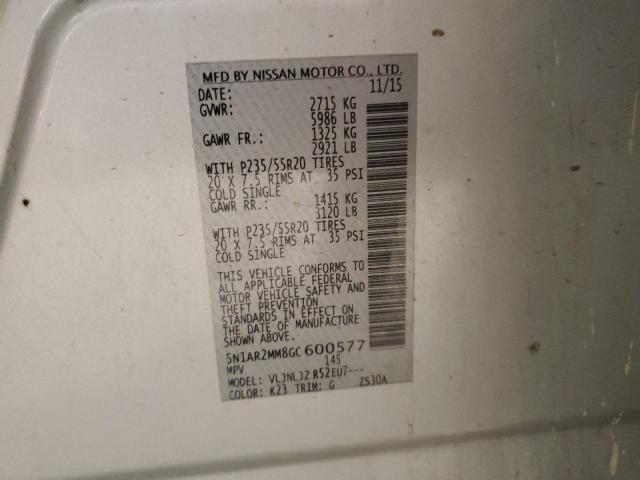 MFD BY NISSAN MOTOR CO., LTD.
DATE: 11/15
GVWR: 2715 KG
5986 LB
GAWR FR.: 1325 KG
2921 LB
WITH P235/55R20 TIRES
20 X 7.5 RIMS AT 35 PSI
COLD SINGLE
GAWR RR.: 1415 KG
3120 LB
WITH P235/55R20 TIRES
20 X 7.5 RIMS AT 35 PSI
COLD SINGLE
THIS VEHICLE CONFORMS TO
ALL APPLICABLE FEDERAL
MOTOR VEHICLE SAFETY AND
THEFT PREVENTION
STANDARDS IN EFFECT ON
THE DATE OF MANUFACTURE
SHOWN ABOVE.
5N1AR2MM8GC600577
MPV 145
MODEL: VLJNLJZ R52EU7---
COLOR: K23 TRIM: G ZS30A